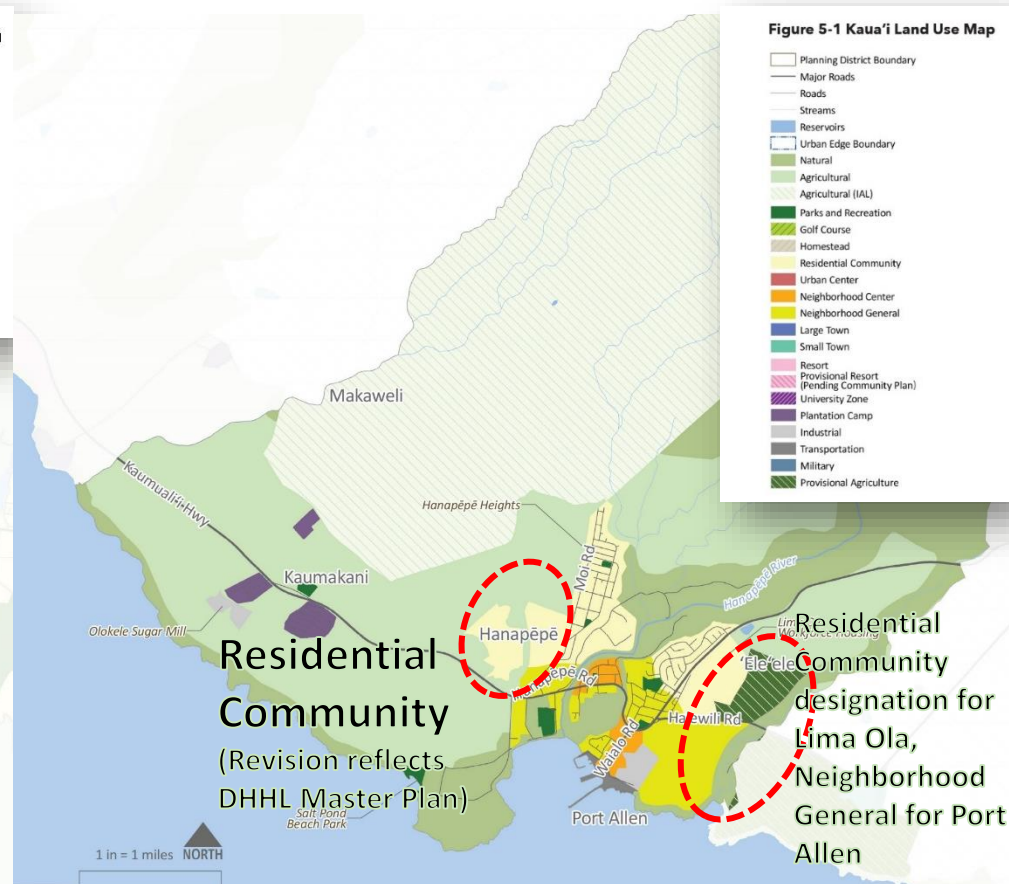 Figure 5-1 Kauaʻi Land Use Map
Planning District Boundary
Major Roads
Roads
Streams
Reservoirs
Urban Edge Boundary
Natural
Agricultural
Agricultural (IAL)
Parks and Recreation
Golf Course
Homestead
Residential Community
Urban Center
Neighborhood Center
Neighborhood General
Large Town
Small Town
Resort
Provisional Resort
(Pending Community Plan)
University Zone
Plantation Camp
Industrial
Transportation
Military
Provisional Agriculture
Makaweli
Kaumualiʻi Hwy
Hanapēpē Heights
Moi Rd
Kaumakani
Hanapēpē River
Olokele Sugar Mill
Hanapēpē
Workforce Housing
ʻEleʻele
Hanapēpē Rd
Halewili Rd
Waialo Rd
Residential
Community
(Revision reflects
DHHL Master Plan)
Salt Pond
Beach Park
Port Allen
Residential
Community
designation for
Lima Ola,
Neighborhood
General for Port
Allen
1 in = 1 miles NORTH